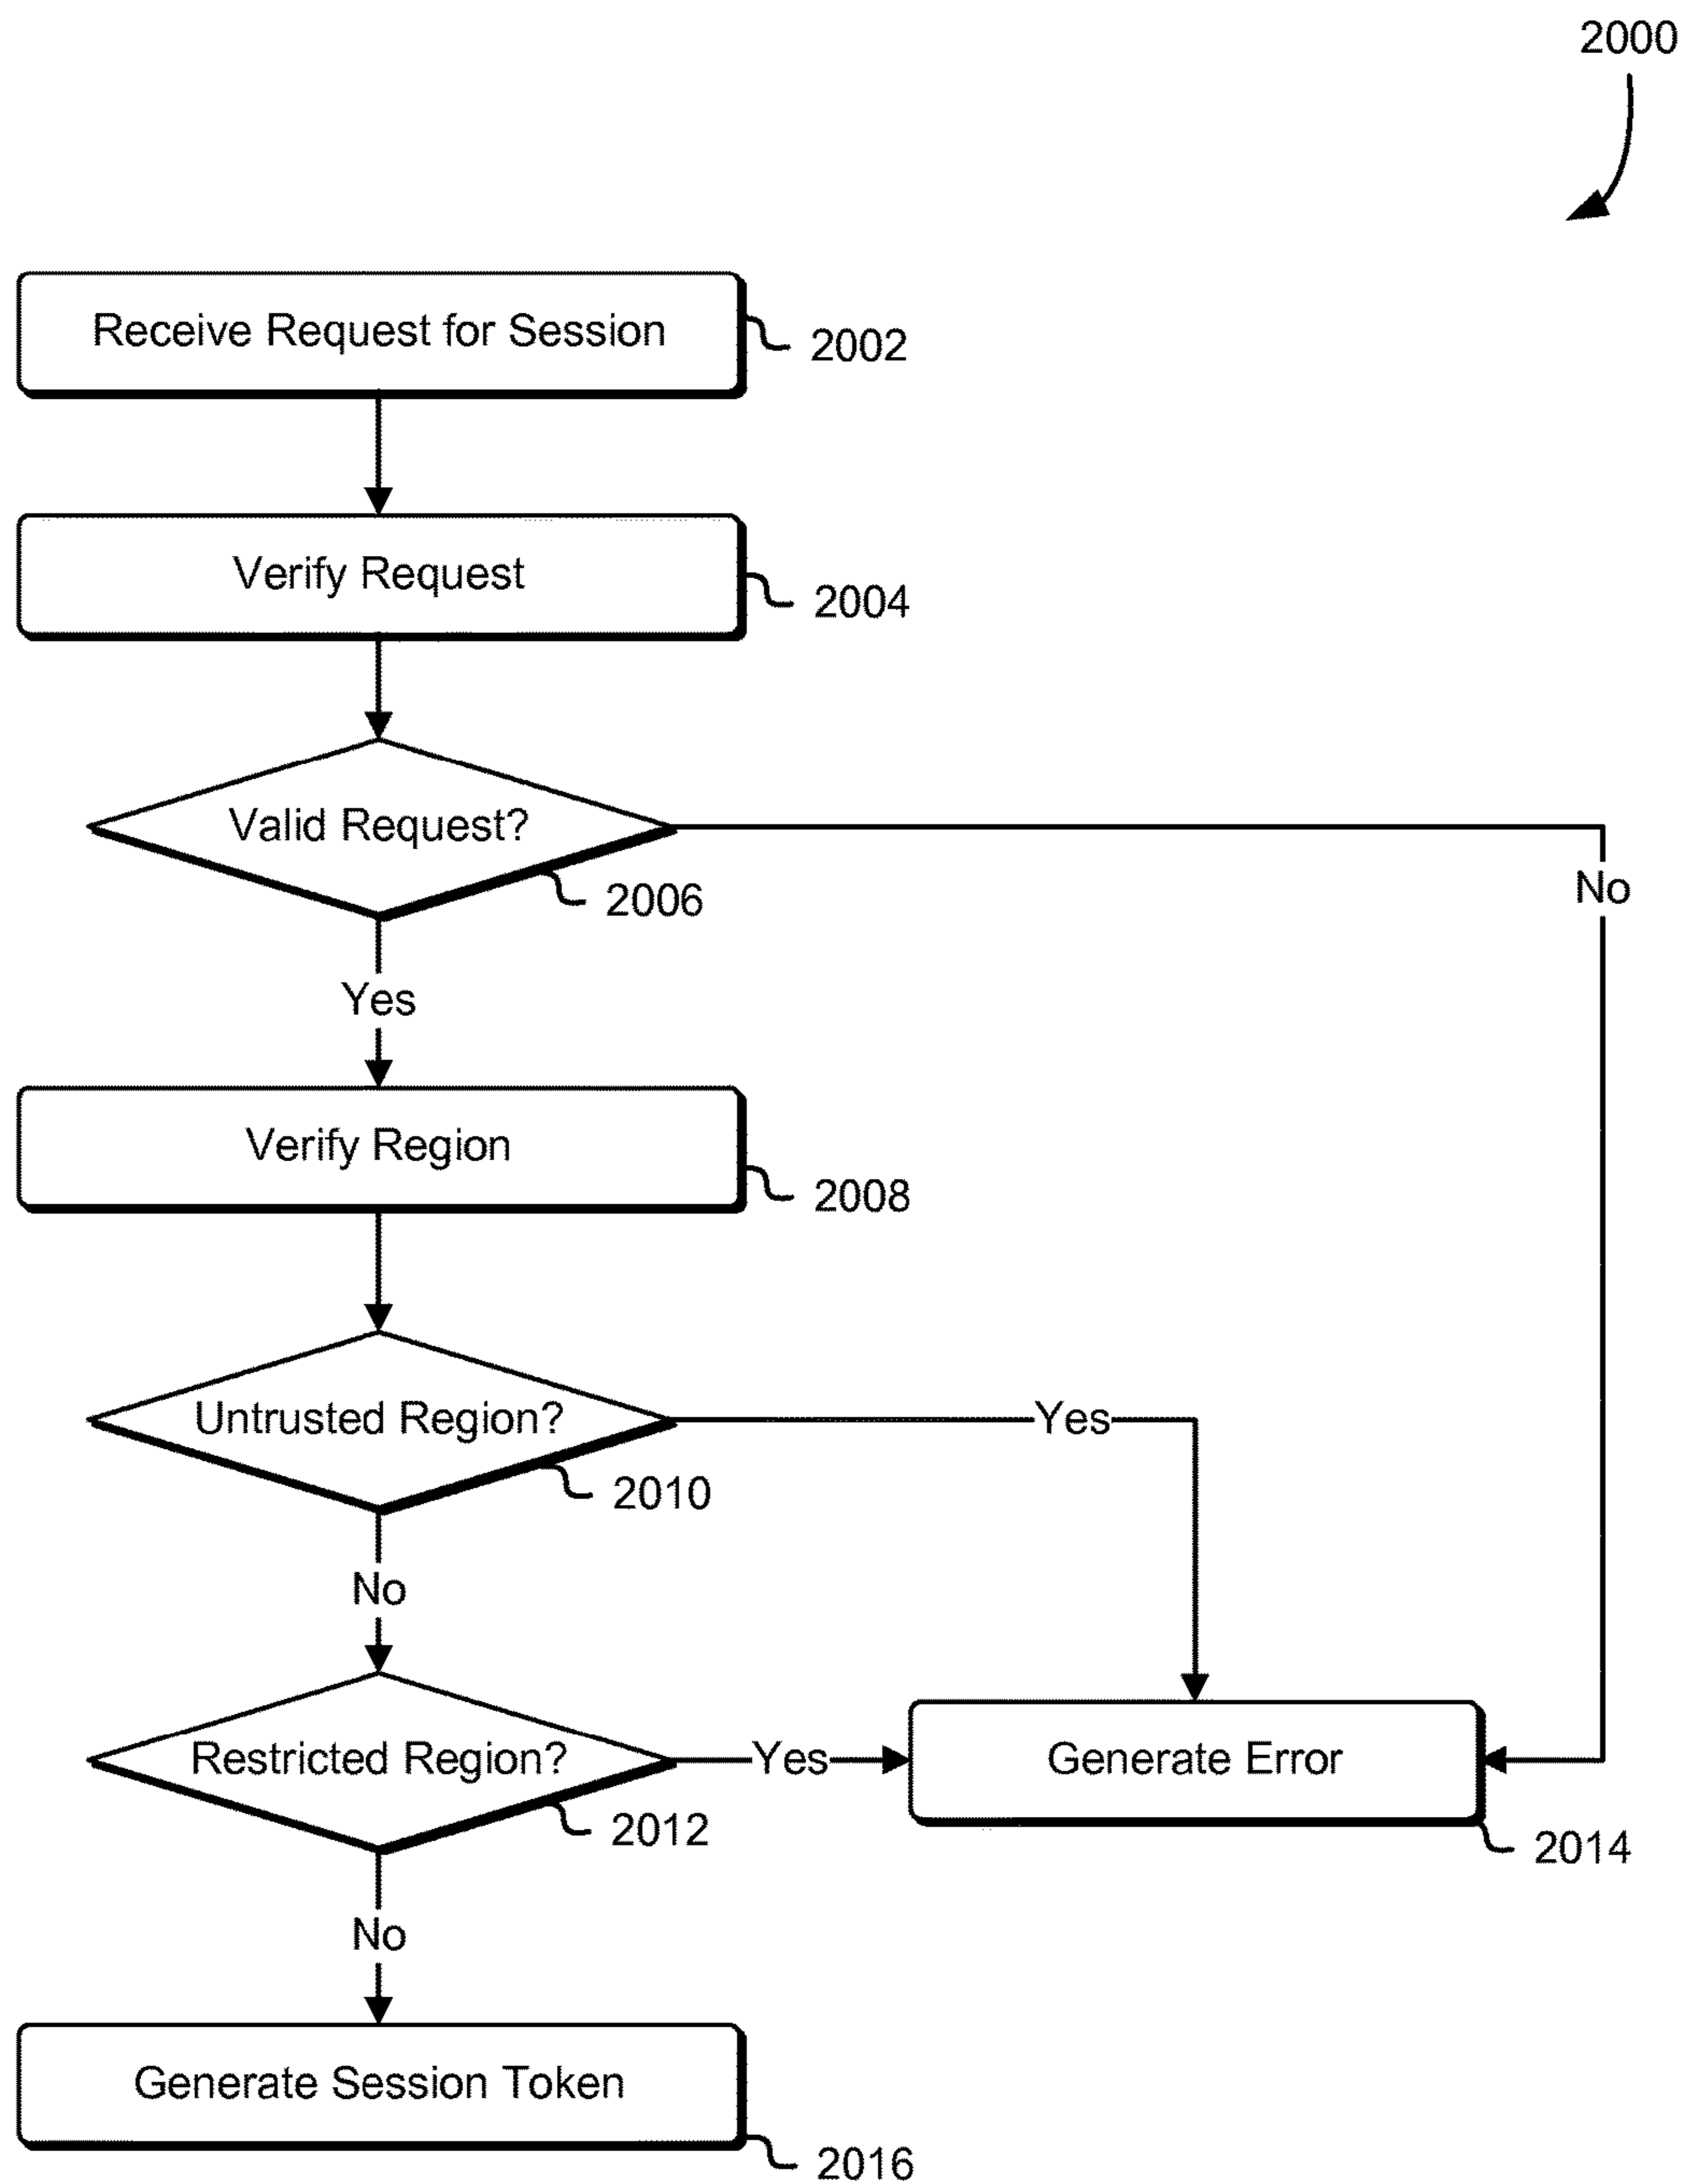 2000
Receive Request for Session
2002
Verify Request
2004
Valid Request?
2006
No
Yes
Verify Region
2008
Untrusted Region?
Yes
2010
No
Restricted Region?
Yes
Generate Error
2012
2014
No
Generate Session Token
2016